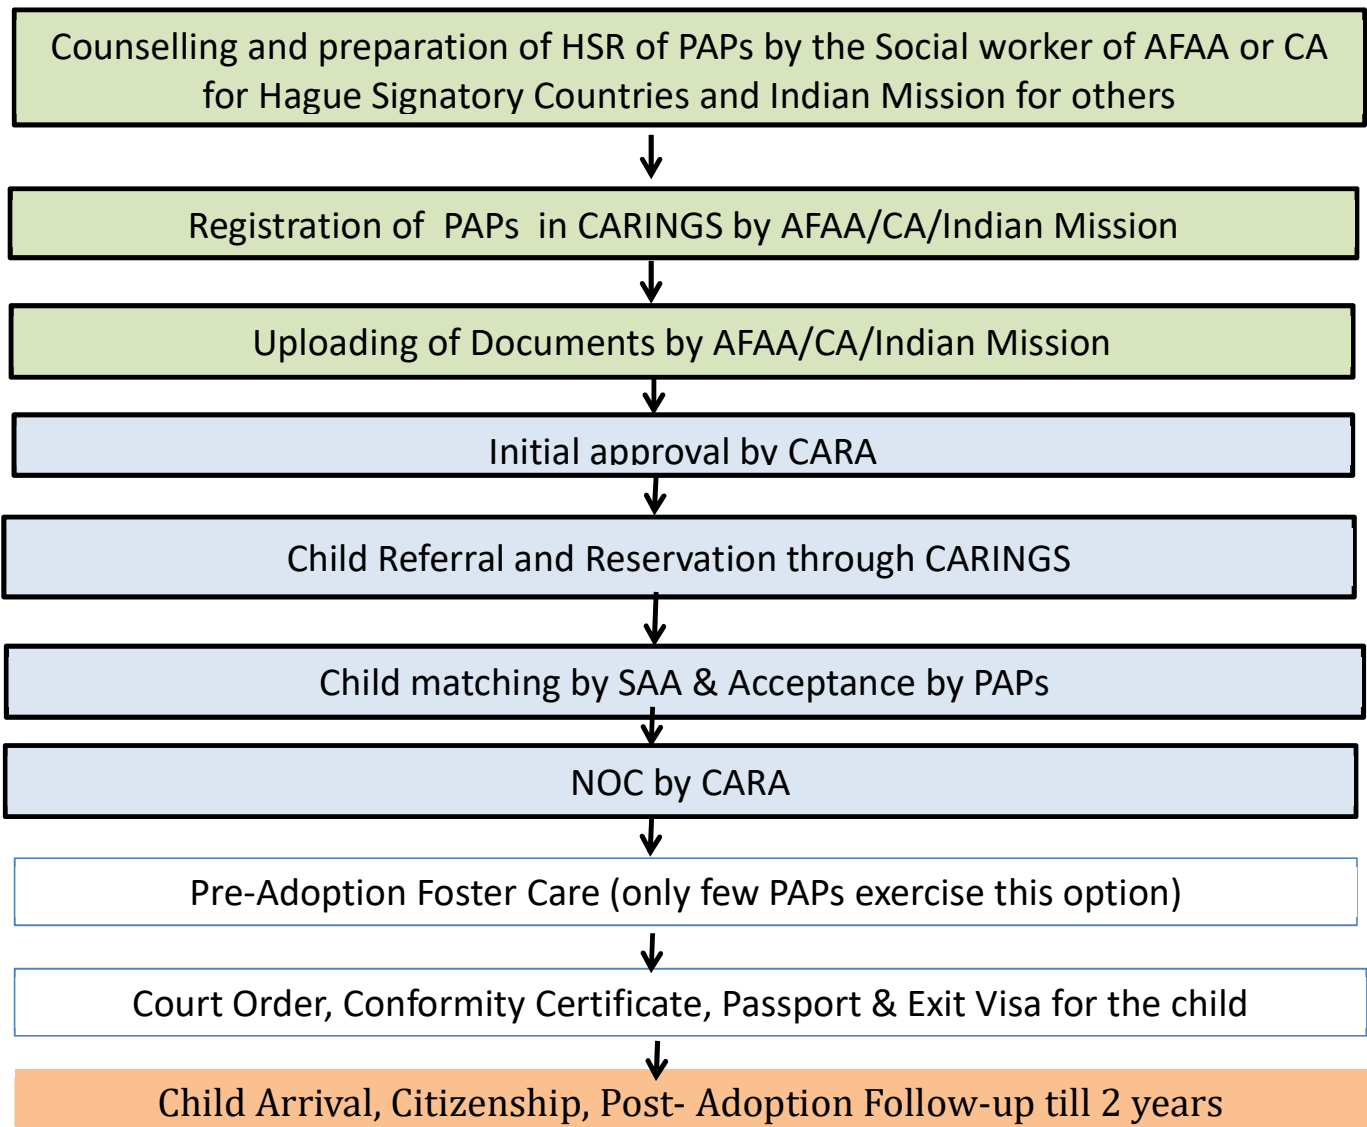 Counselling and preparation of HSR of PAPs by the Social worker of AFAA or CA
for Hague Signatory Countries and Indian Mission for others
Registration of PAPs in CARINGS by AFAA/CA/Indian Mission
Uploading of Documents by AFAA/CA/Indian Mission
Initial approval by CARA
Child Referral and Reservation through CARINGS
Child matching by SAA & Acceptance by PAPs
NOC by CARA
Pre-Adoption Foster Care (only few PAPs exercise this option)
Court Order, Conformity Certificate, Passport & Exit Visa for the child
Child Arrival, Citizenship, Post- Adoption Follow-up till 2 years